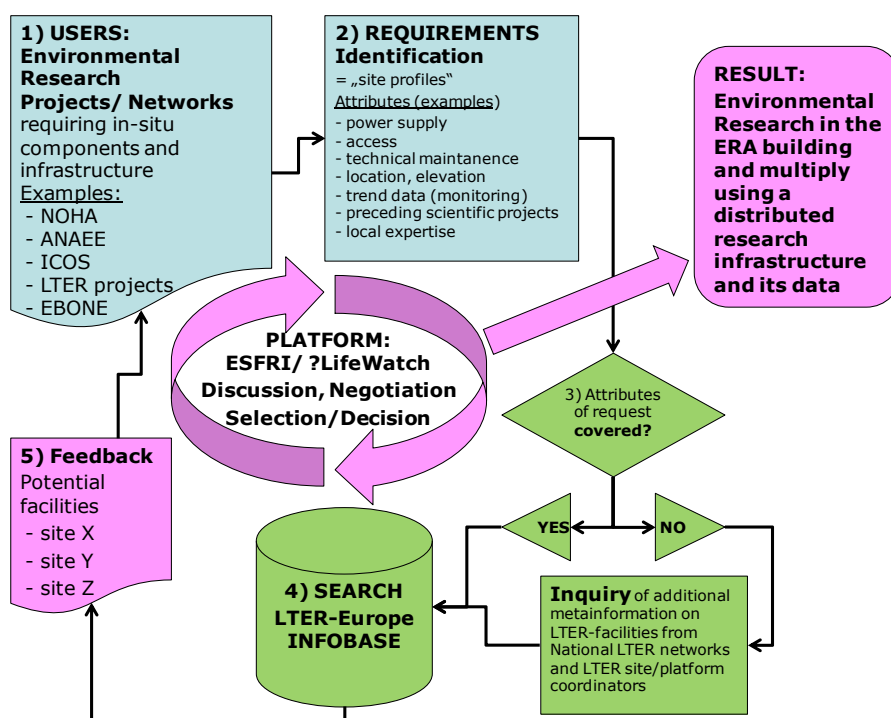 1) USERS:
Environmental
Research
Projects/ Networks
requiring in-situ
components and
infrastructure
Examples:
- NOHA
- ANAEE
- ICOS
- LTER projects
- EBONE
2) REQUIREMENTS
Identification
= „site profiles“
Attributes (examples)
- power supply
- access
- technical maintanence
- location, elevation
- trend data (monitoring)
- preceding scientific projects
- local expertise
RESULT:
Environmental
Research in the
ERA building
and multiply
using a
distributed
research
infrastructure
and its data
PLATFORM:
ESFRI/ ?LifeWatch
Discussion, Negotiation
Selection/Decision
3) Attributes
of request
covered?
YES
NO
5) Feedback
Potential
facilities
- site X
- site Y
- site Z
4) SEARCH
LTER-Europe
INFOBASE
Inquiry of additional
metainformation on
LTER-facilities from
National LTER networks
and LTER site/platform
coordinators